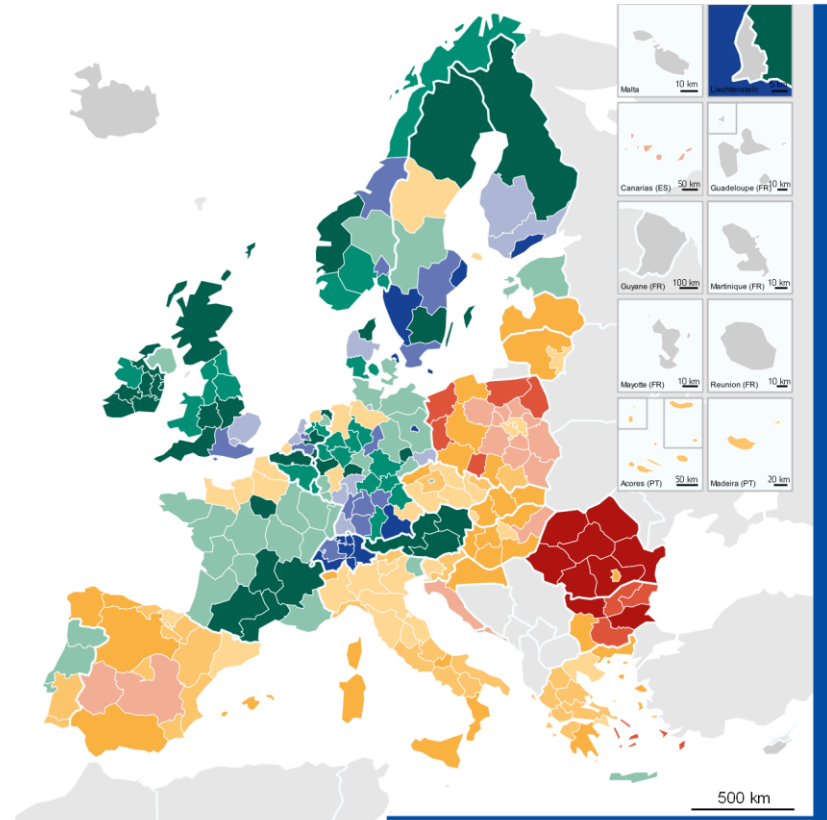 Malta
10 km
Liechtenstein
5 km
Canarias (ES)
50 km
Guadeloupe (FR)
10 km
Guyane (FR)
100 km
Martinique (FR)
10 km
Mayotte (FR)
10 km
Reunion (FR)
10 km
Acores (PT)
50 km
Madeira (PT)
20 km
500 km